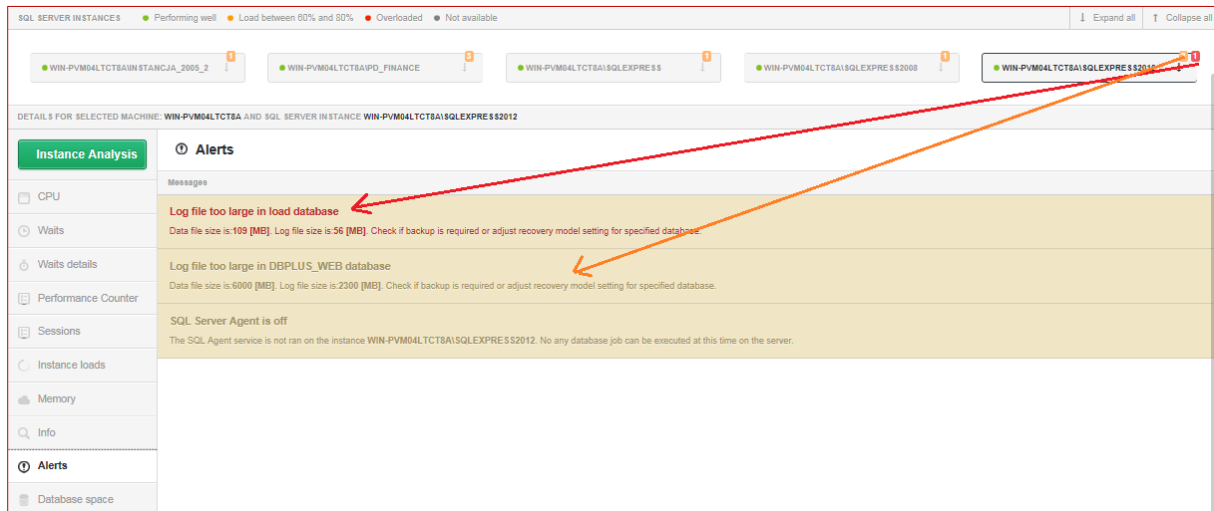 SQL SERVER INSTANCES Performing well Load between 60% and 80% Overloaded Not available Expand all Collapse all
1 3 1 1 1
WIN-PVM04LTCT8A\INSTANCJA_2005_2 WIN-PVM04LTCT8A\PD_FINANCE WIN-PVM04LTCT8A\SQLEXPRESS WIN-PVM04LTCT8A\SQLEXPRESS2008 WIN-PVM04LTCT8A\SQLEXPRESS2012
DETAILS FOR SELECTED MACHINE: WIN-PVM04LTCT8A AND SQL SERVER INSTANCE WIN-PVM04LTCT8A\SQLEXPRESS2012
Instance Analysis
CPU
Waits
Waits details
Performance Counter
Sessions
Instance loads
Memory
Info
Alerts
Database space
Alerts
Messages
Log file too large in load database
Data file size is:109 [MB]. Log file size is:56 [MB]. Check if backup is required or adjust recovery model setting for specified database.
Log file too large in DBPLUS_WEB database
Data file size is:6000 [MB]. Log file size is:2300 [MB]. Check if backup is required or adjust recovery model setting for specified database.
SQL Server Agent is off
The SQL Agent service is not ran on the instance WIN-PVM04LTCT8A\SQLEXPRESS2012. No any database job can be executed at this time on the server.